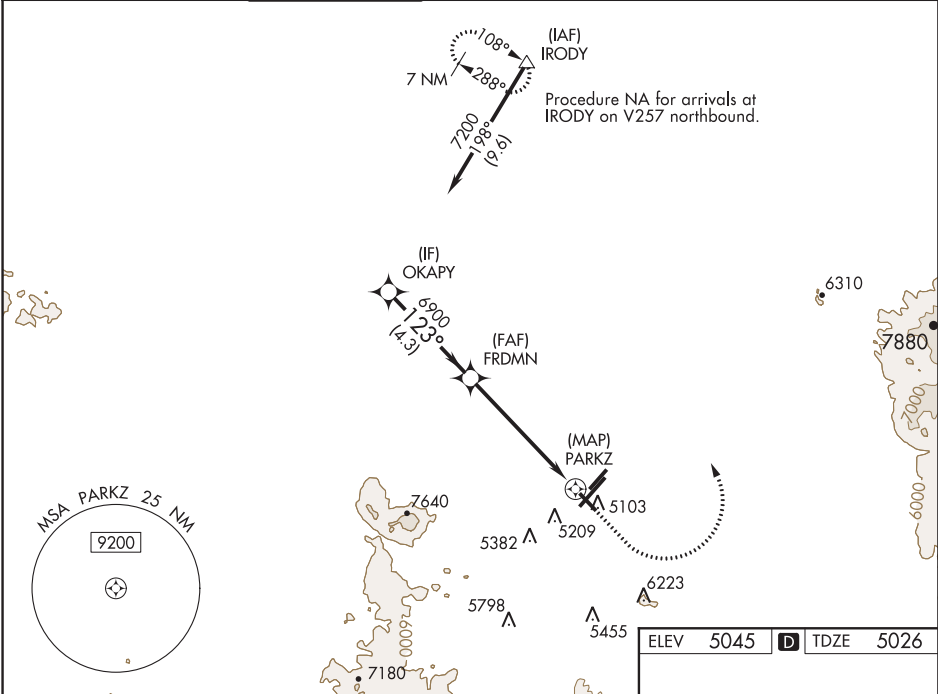 (IAF)
IRODY
108°
288°
7 NM
Procedure NA for arrivals at
IRODY on V257 northbound.
7200
198°
(9.6)
(IF)
OKAPY
6900
123°
(4.3)
(FAF)
FRDMN
6310
7880
7000
6000
(MAP)
PARKZ
5103
5209
5382
7640
MSA PARKZ 25 NM
9200
6223
5798
5455
6000
7180
ELEV 5045 D TDZE 5026